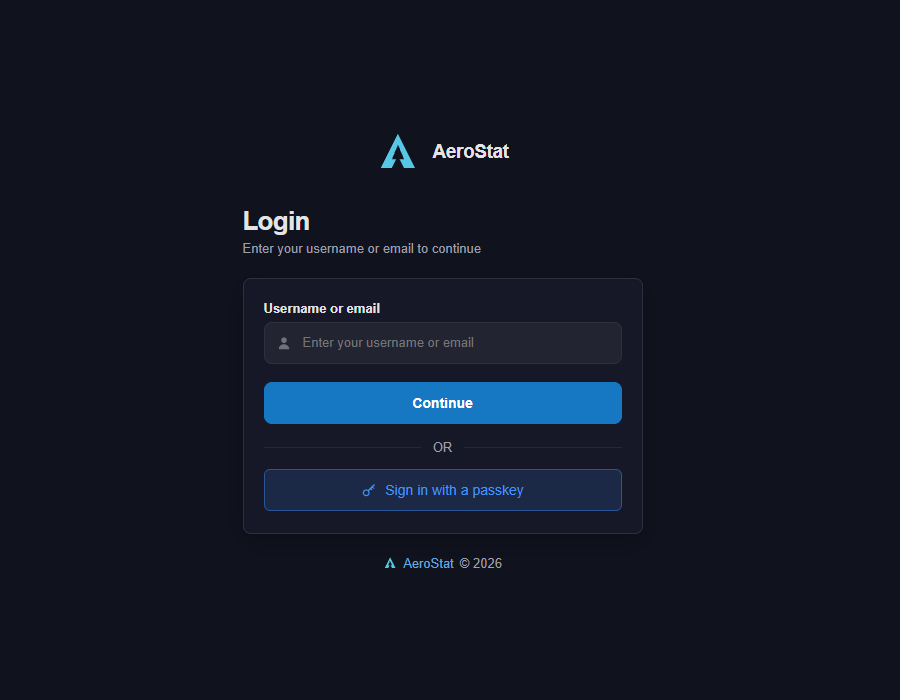 AeroStat
Login
Enter your username or email to continue
Username or email
Enter your username or email
Continue
OR
Sign in with a passkey
AeroStat © 2026